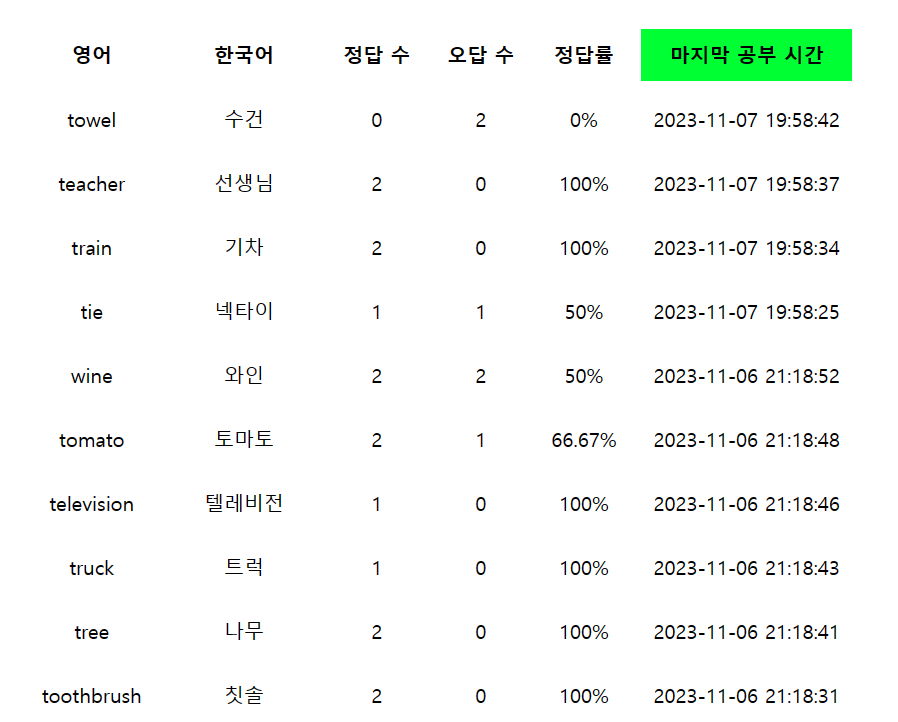 영어 한국어 정답 수 오답 수 정답률 마지막 공부 시간
towel 수건 0 2 0% 2023-11-07 19:58:42
teacher 선생님 2 0 100% 2023-11-07 19:58:37
train 기차 2 0 100% 2023-11-07 19:58:34
tie 넥타이 1 1 50% 2023-11-07 19:58:25
wine 와인 2 2 50% 2023-11-06 21:18:52
tomato 토마토 2 1 66.67% 2023-11-06 21:18:48
television 텔레비전 1 0 100% 2023-11-06 21:18:46
truck 트럭 1 0 100% 2023-11-06 21:18:43
tree 나무 2 0 100% 2023-11-06 21:18:41
toothbrush 칫솔 2 0 100% 2023-11-06 21:18:31